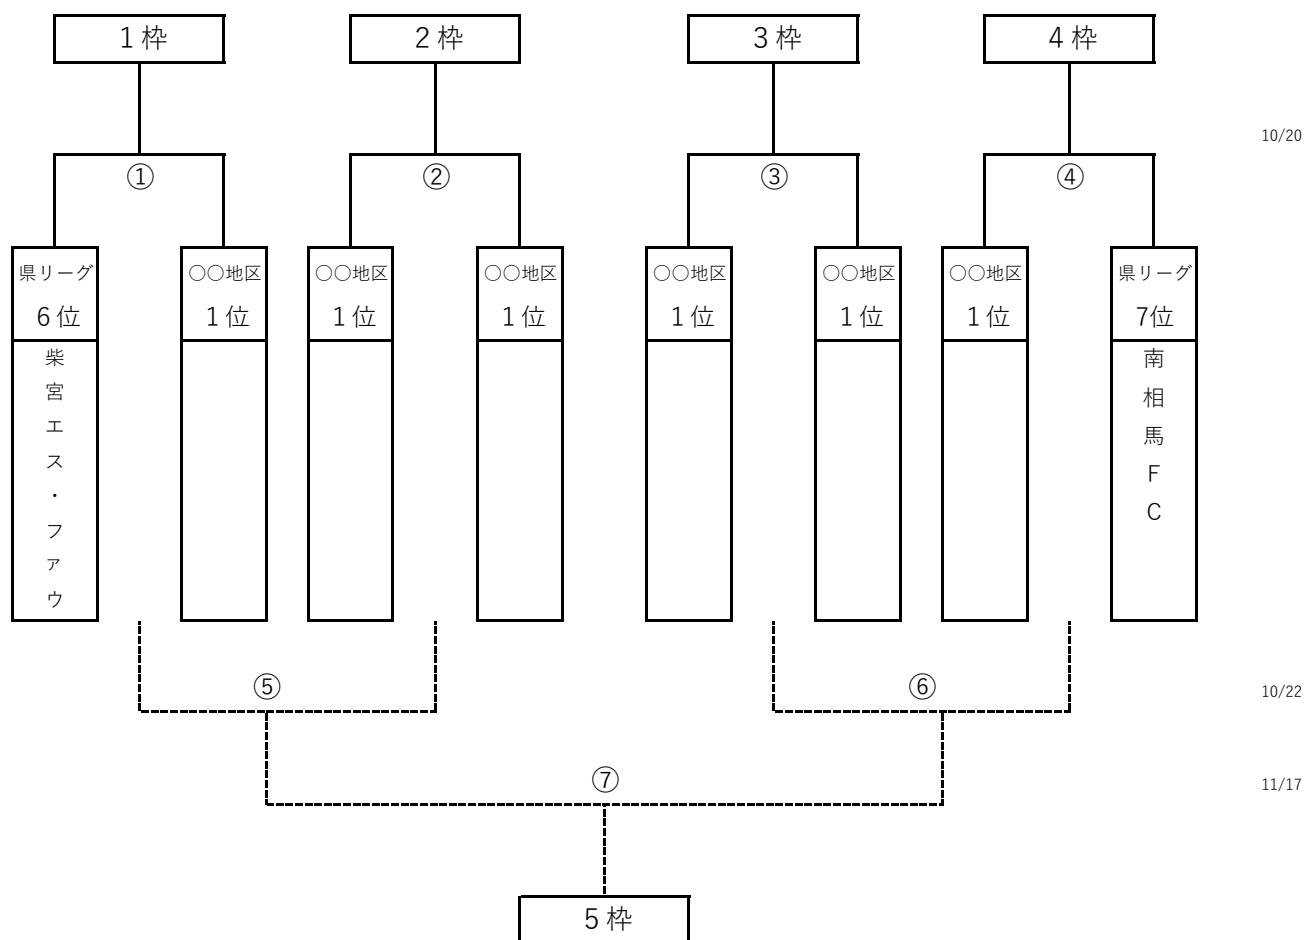 1枠
2枠
3枠
4枠
10/20
①
②
③
④
県リーグ
6位
柴宮エス・ファウ
○○地区
1位
○○地区
1位
○○地区
1位
○○地区
1位
○○地区
1位
○○地区
1位
県リーグ
7位
南相馬FC
⑤
⑥
10/22
⑦
11/17
5枠